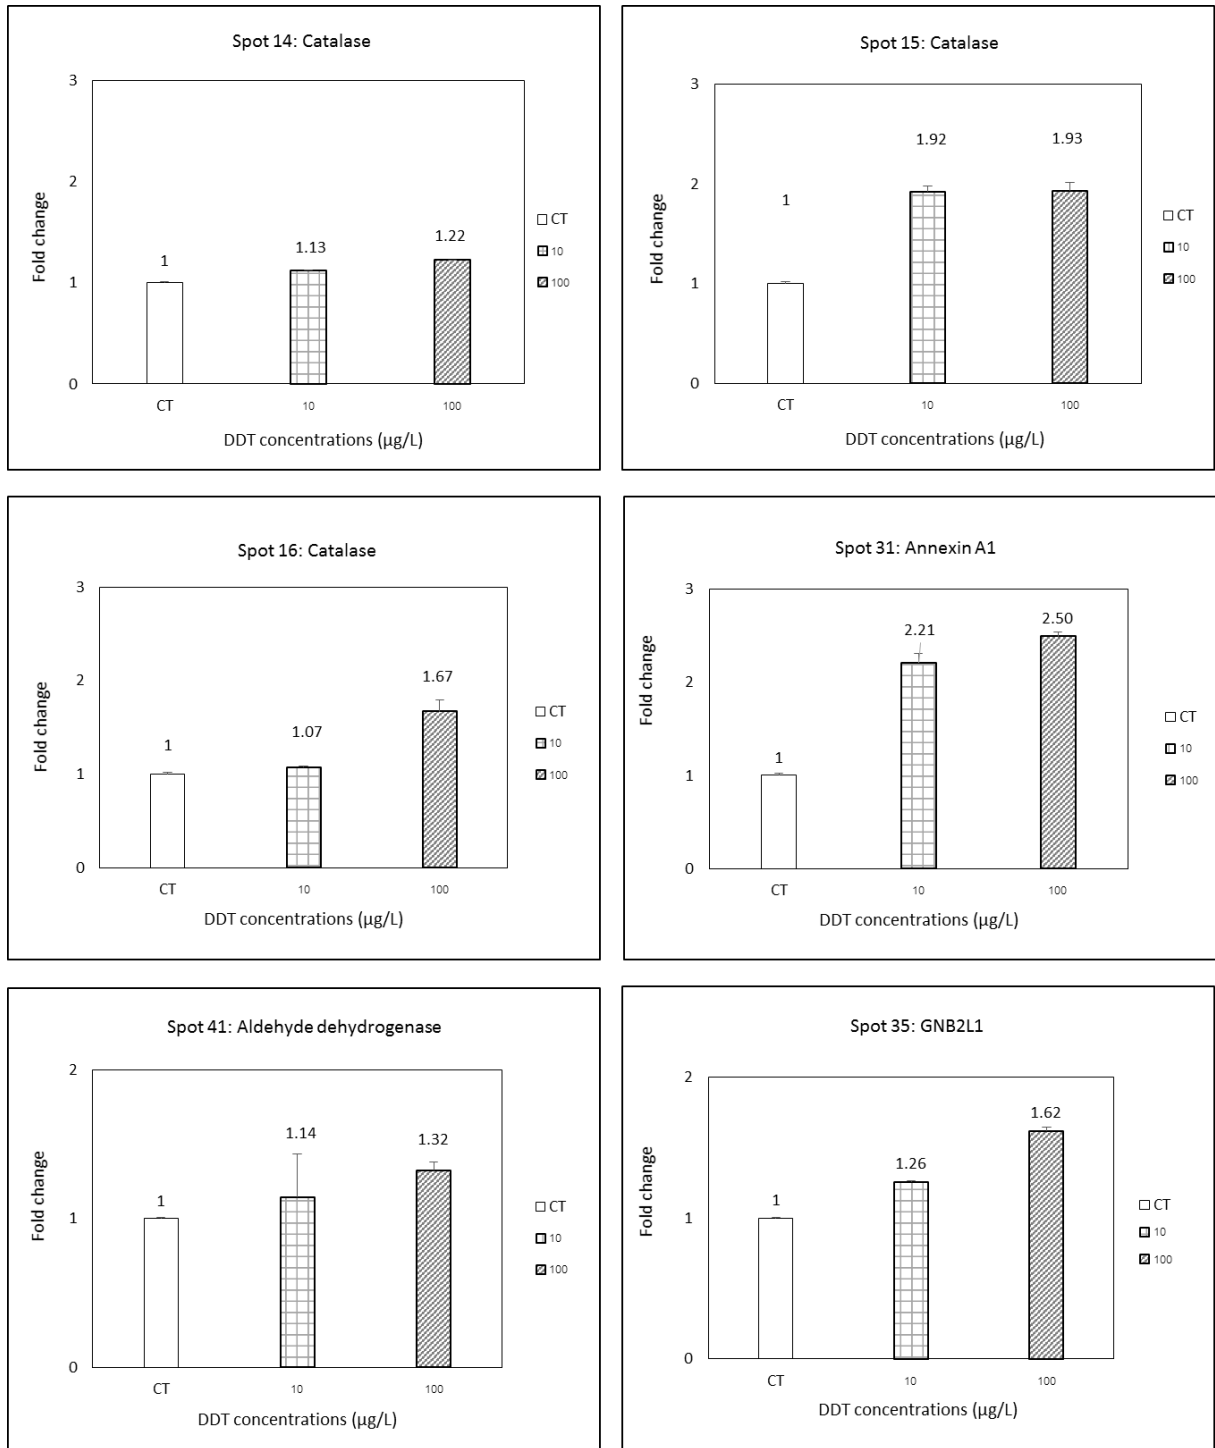 Spot 14: Catalase
3
2
1
0
Fold change
1
1.13
1.22
CT
10
100
DDT concentrations (µg/L)
CT
10
100
Spot 15: Catalase
3
2
1
0
Fold change
1
1.92
1.93
CT
10
100
DDT concentrations (µg/L)
CT
10
100
Spot 16: Catalase
3
2
1
0
Fold change
1
1.07
1.67
CT
10
100
DDT concentrations (µg/L)
CT
10
100
Spot 31: Annexin A1
3
2
1
0
Fold change
1
2.21
2.50
CT
10
100
DDT concentrations (µg/L)
CT
10
100
Spot 41: Aldehyde dehydrogenase
2
1
0
Fold change
1
1.14
1.32
CT
10
100
DDT concentrations (µg/L)
CT
10
100
Spot 35: GNB2L1
2
1
0
Fold change
1
1.26
1.62
CT
10
100
DDT concentrations (µg/L)
CT
10
100